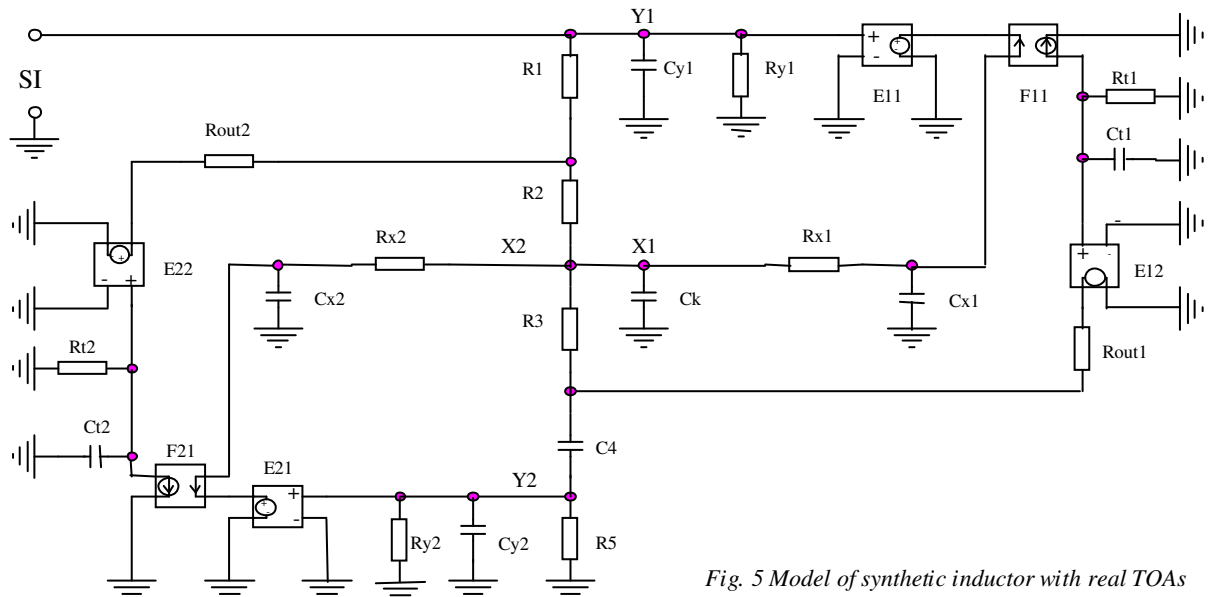 Y1
SI
R1
Cy1
Ry1
+
-
+
-
E11
F11
Rt1
Ct1
Rout2
R2
-
+
-
+
E22
Rx2
X2
X1
Rx1
Cx2
Ck
Cx1
-
+
-
E12
R3
Rout1
Rt2
Ct2
F21
E21
+
-
+
-
Y2
C4
Ry2
Cy2
R5
Fig. 5 Model of synthetic inductor with real TOAs